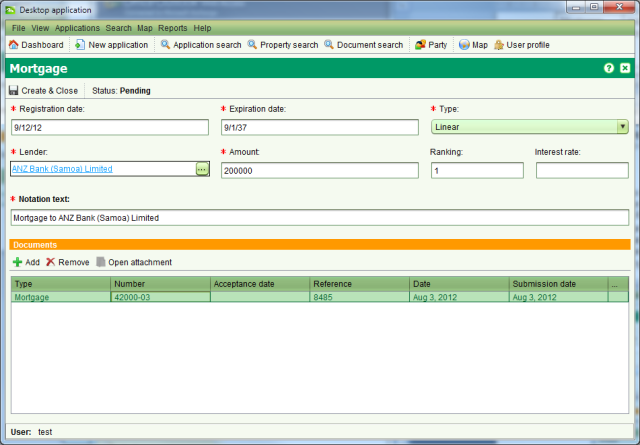 Desktop application
File View Applications Search Map Reports Help
Dashboard New application Application search Property search Document search Party Map User profile
Mortgage
Create & Close Status: Pending
* Registration date: * Expiration date: * Type:
9/12/12 9/1/37 Linear
* Lender: * Amount: Ranking: Interest rate:
ANZ Bank (Samoa) Limited ... 200000 1
* Notation text:
Mortgage to ANZ Bank (Samoa) Limited
Documents
Add Remove Open attachment
Type Number Acceptance date Reference Date Submission date ...
Mortgage 42000-03 8485 Aug 3, 2012 Aug 3, 2012
User: test